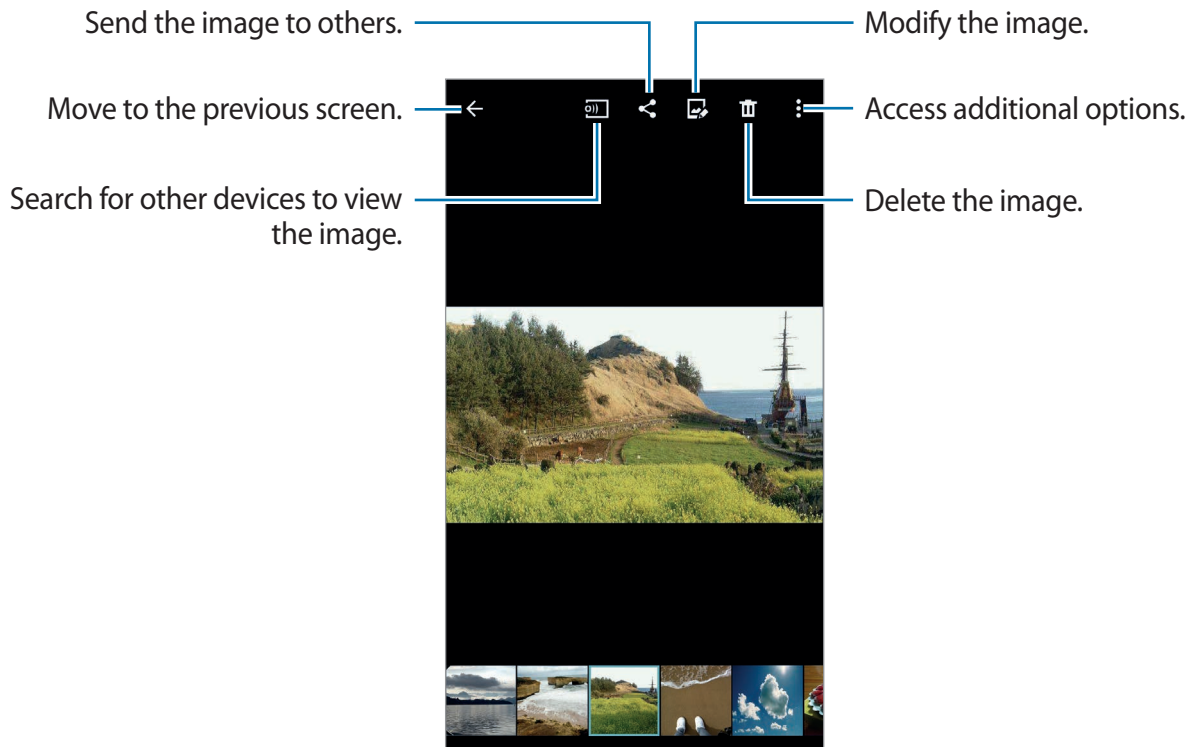 Send the image to others.
Modify the image.
Move to the previous screen.
Access additional options.
Search for other devices to view
the image.
Delete the image.